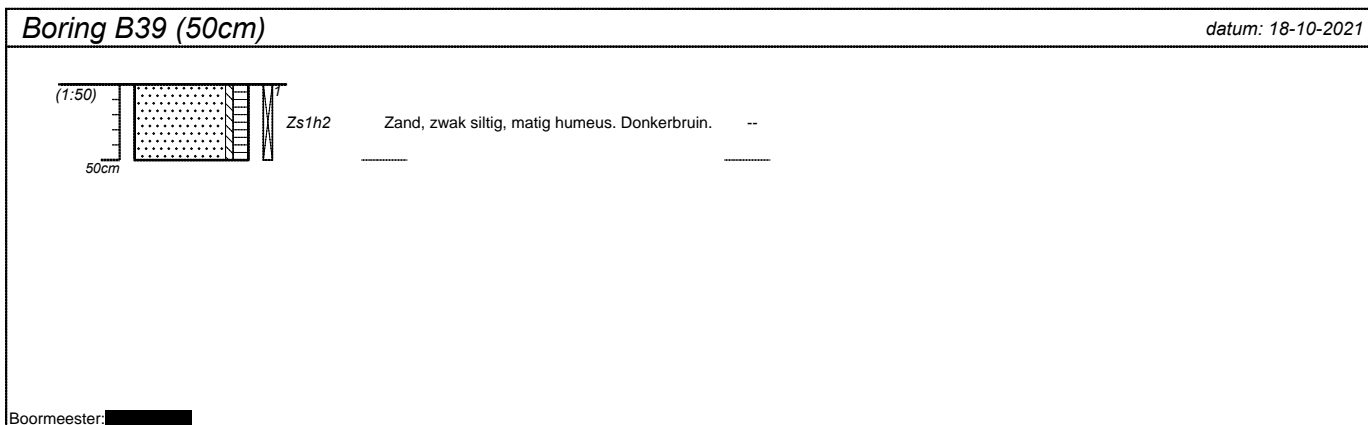 Boring B39 (50cm)
datum: 18-10-2021
(1:50)
1
Zs1h2
Zand, zwak siltig, matig humeus. Donkerbruin.
--
50cm
Boormeester: